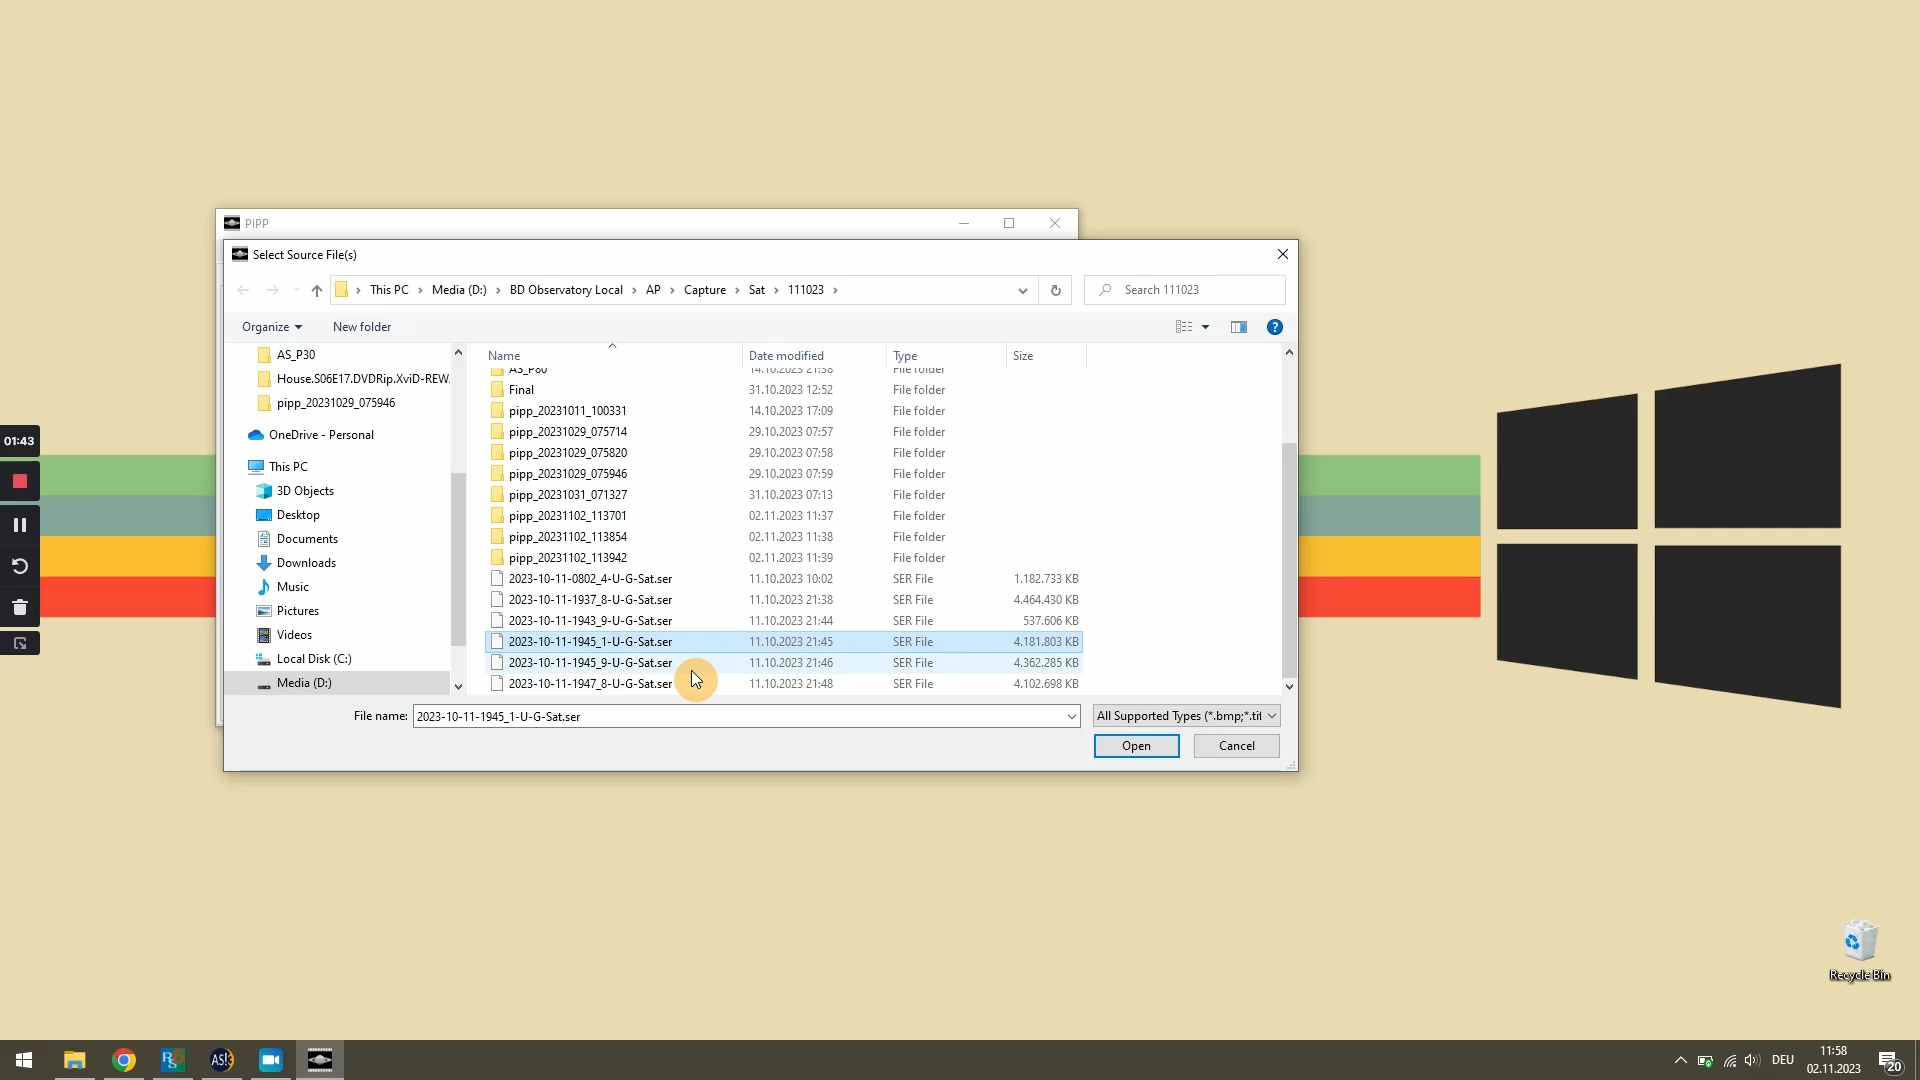 PIPP
Select Source File(s)
This PC
Media (D:)
BD Observatory Local
AP
Capture
Sat
111023
Search 111023
Organize
New folder
AS_P30
House.S06E17.DVDRip.XviD-REW.
pipp_20231029_075946
OneDrive - Personal
This PC
3D Objects
Desktop
Documents
Downloads
Music
Pictures
Videos
Local Disk (C:)
Media (D:)
Name Date modified Type Size
AS_P80 14.10.2023 21:38 File folder
Final 31.10.2023 12:52 File folder
pipp_20231011_100331 14.10.2023 17:09 File folder
pipp_20231029_075714 29.10.2023 07:57 File folder
pipp_20231029_075820 29.10.2023 07:58 File folder
pipp_20231029_075946 29.10.2023 07:59 File folder
pipp_20231031_071327 31.10.2023 07:13 File folder
pipp_20231102_113701 02.11.2023 11:37 File folder
pipp_20231102_113854 02.11.2023 11:38 File folder
pipp_20231102_113942 02.11.2023 11:39 File folder
2023-10-11-0802_4-U-G-Sat.ser 11.10.2023 10:02 SER File 1.182.733 KB
2023-10-11-1937_8-U-G-Sat.ser 11.10.2023 21:38 SER File 4.464.430 KB
2023-10-11-1943_9-U-G-Sat.ser 11.10.2023 21:44 SER File 537.606 KB
2023-10-11-1945_1-U-G-Sat.ser 11.10.2023 21:45 SER File 4.181.803 KB
2023-10-11-1945_9-U-G-Sat.ser 11.10.2023 21:46 SER File 4.362.285 KB
2023-10-11-1947_8-U-G-Sat.ser 11.10.2023 21:48 SER File 4.102.698 KB
File name: 2023-10-11-1945_1-U-G-Sat.ser
All Supported Types (*.bmp;*.tif
Open
Cancel
01:43
Recycle Bin
AS!3
DEU
11:58
02.11.2023
20